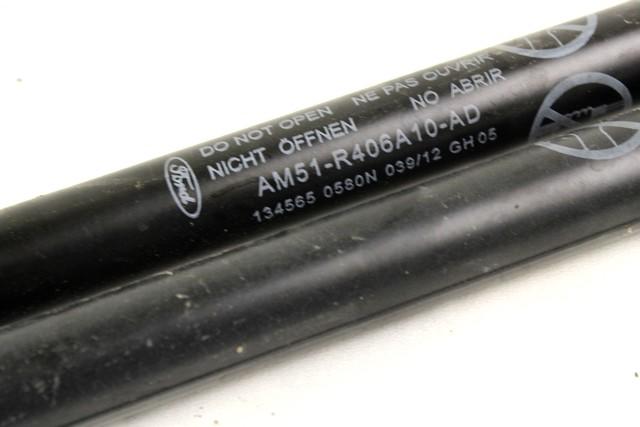 DO NOT OPEN NE PAS OUVRIR
NICHT ÖFFNEN NO ABRIR
Ford
AM51-R406A10-AD
134565 0580N 039/12 GH05